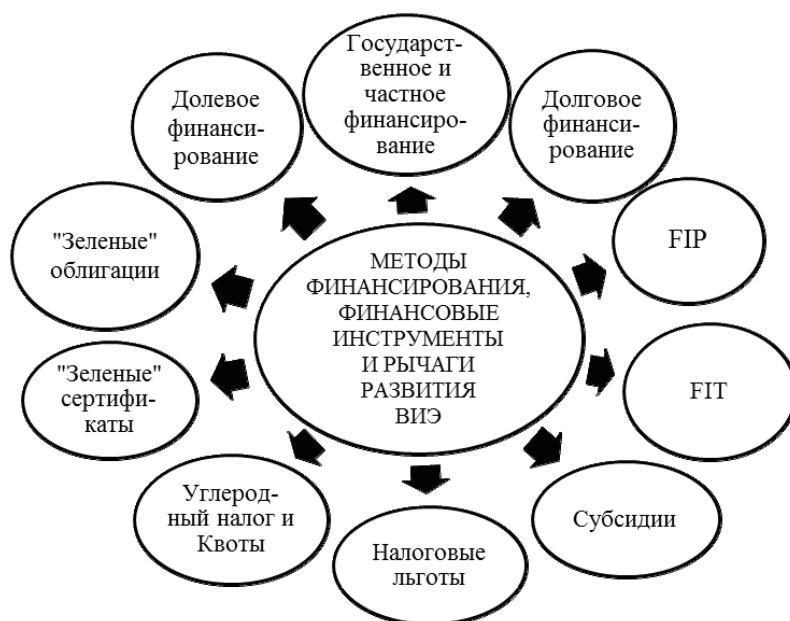 Государст-
венное и
частное
финансиро-
вание
Долевое
финанси-
рование
Долговое
финанси-
рование
"Зеленые"
облигации
FIP
МЕТОДЫ
ФИНАНСИРОВАНИЯ,
ФИНАНСОВЫЕ
ИНСТРУМЕНТЫ
И РЫЧАГИ
РАЗВИТИЯ
ВИЭ
"Зеленые"
сертифи-
каты
FIT
Углерод-
ный налог и
Квоты
Субсидии
Налоговые
льготы